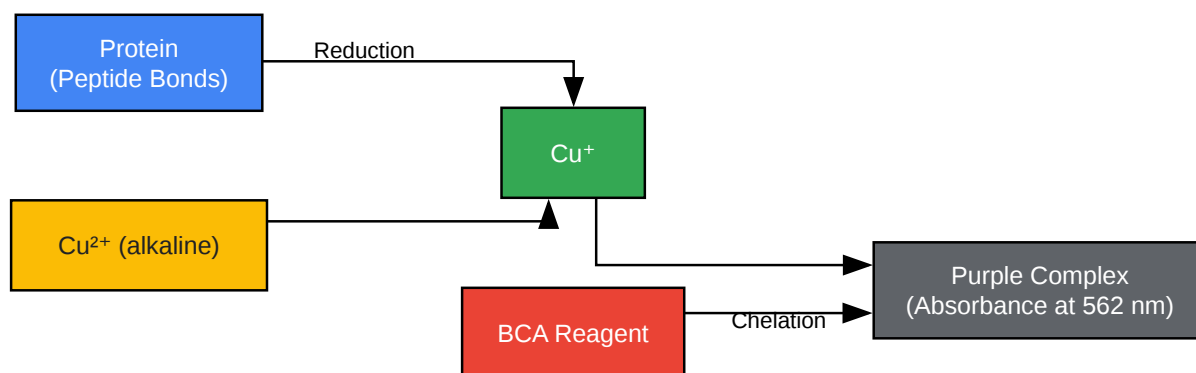 Protein
(Peptide Bonds)
Reduction
Cu⁺
Cu²⁺ (alkaline)
BCA Reagent
Chelation
Purple Complex
(Absorbance at 562 nm)